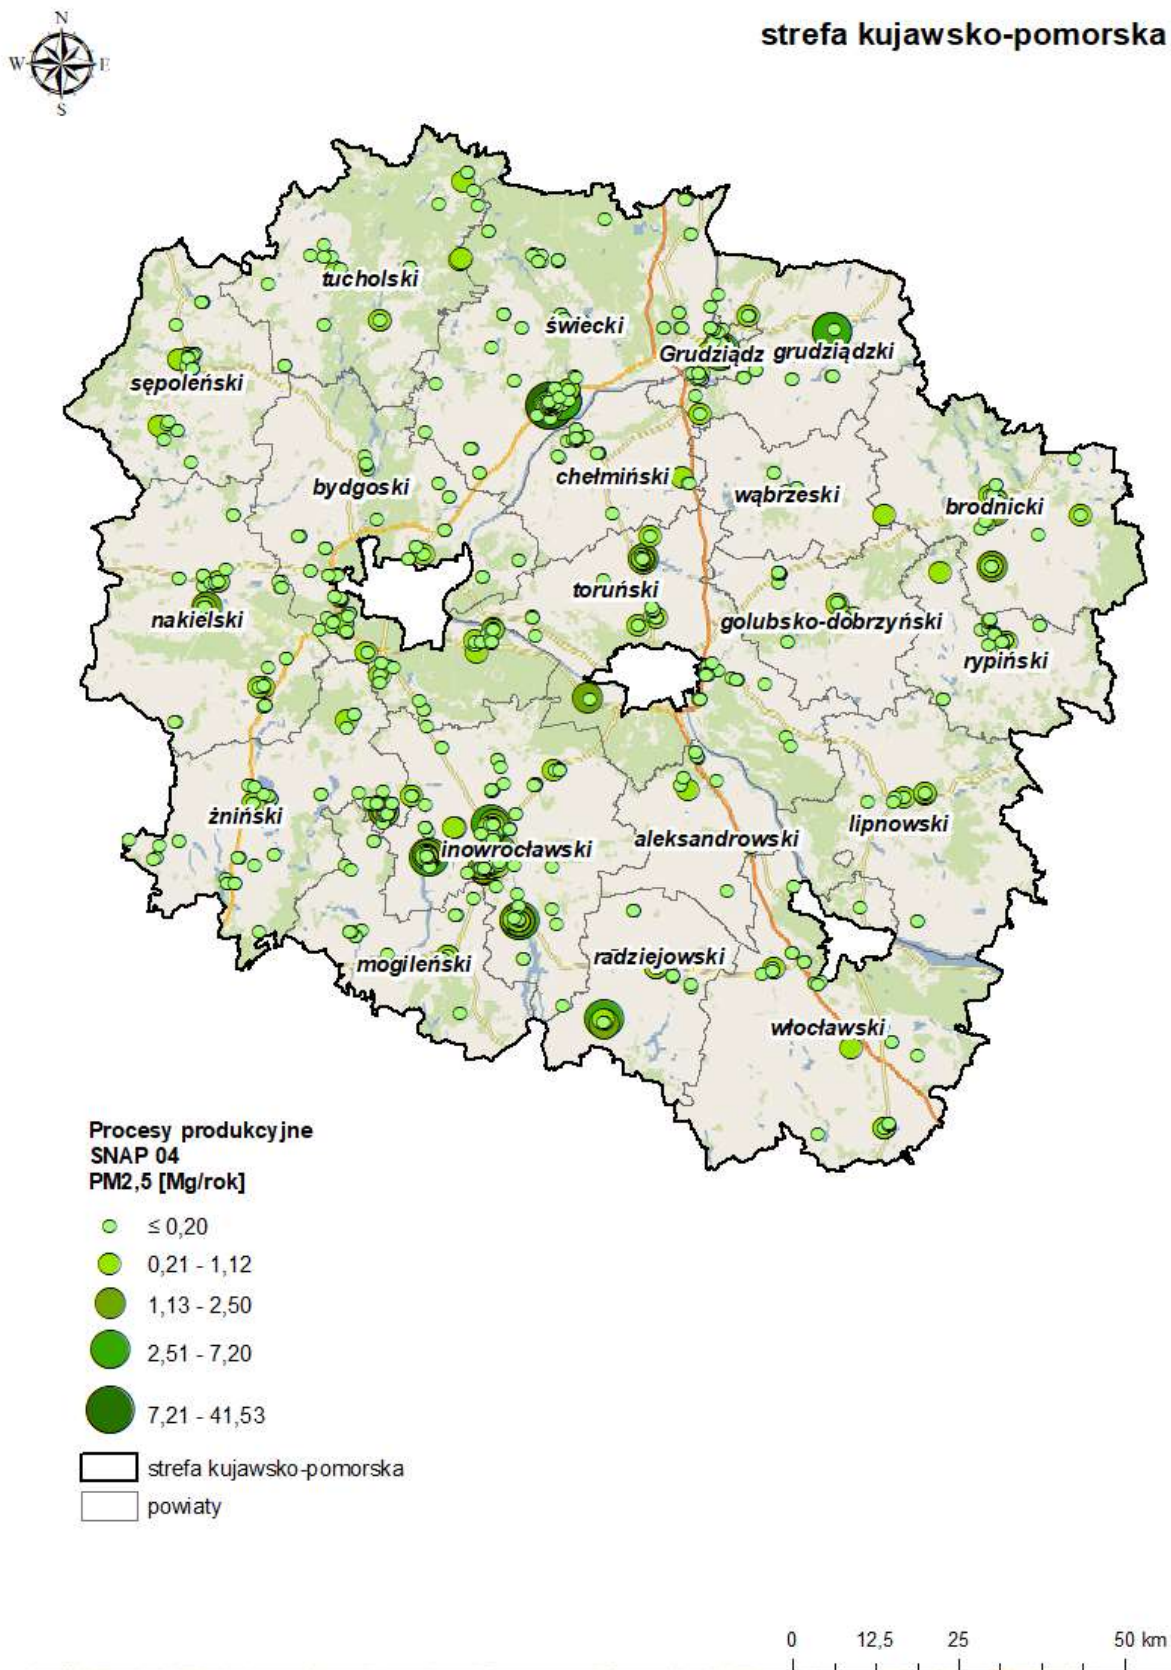 N
strefa kujawsko-pomorska
W
E
S
tucholski
świecki
Grudziądz
grudziądzki
sępoleński
bydgoski
chełmiński
wąbrzeski
brodnicki
toruński
nakielski
golubsko-dobrzyński
rypiński
żniński
lipnowski
aleksandrowski
inowrocławski
mogileński
radziejowski
włocławski
Procesy produkcyjne
SNAP 04
PM2,5 [Mg/rok]
≤ 0,20
0,21 - 1,12
1,13 - 2,50
2,51 - 7,20
7,21 - 41,53
strefa kujawsko-pomorska
powiaty
0 12,5 25 50 km